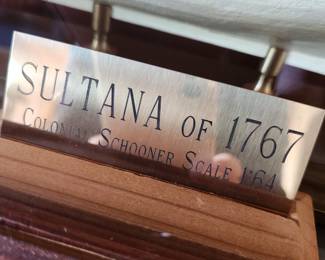 SULTANA OF 1767
COLONIAL SCHOONER SCALE 1:64